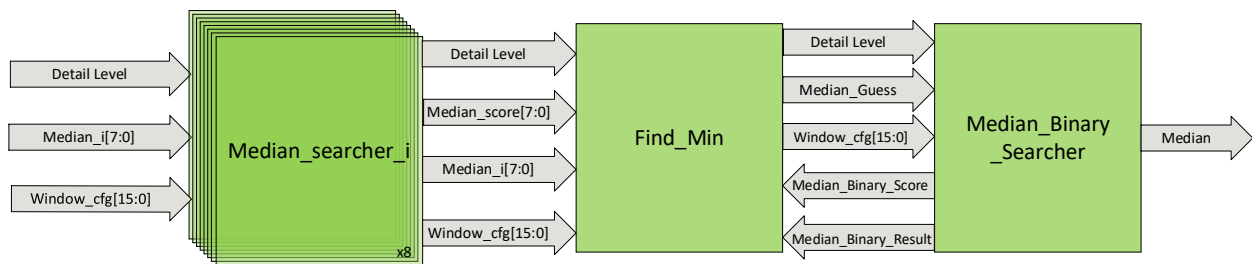 Detail Level
Median_i[7:0]
Window_cfg[15:0]
Median_searcher_i
x8
Detail Level
Median_score[7:0]
Median_i[7:0]
Window_cfg[15:0]
Find_Min
Detail Level
Median_Guess
Window_cfg[15:0]
Median_Binary_Score
Median_Binary_Result
Median_Binary
_Searcher
Median